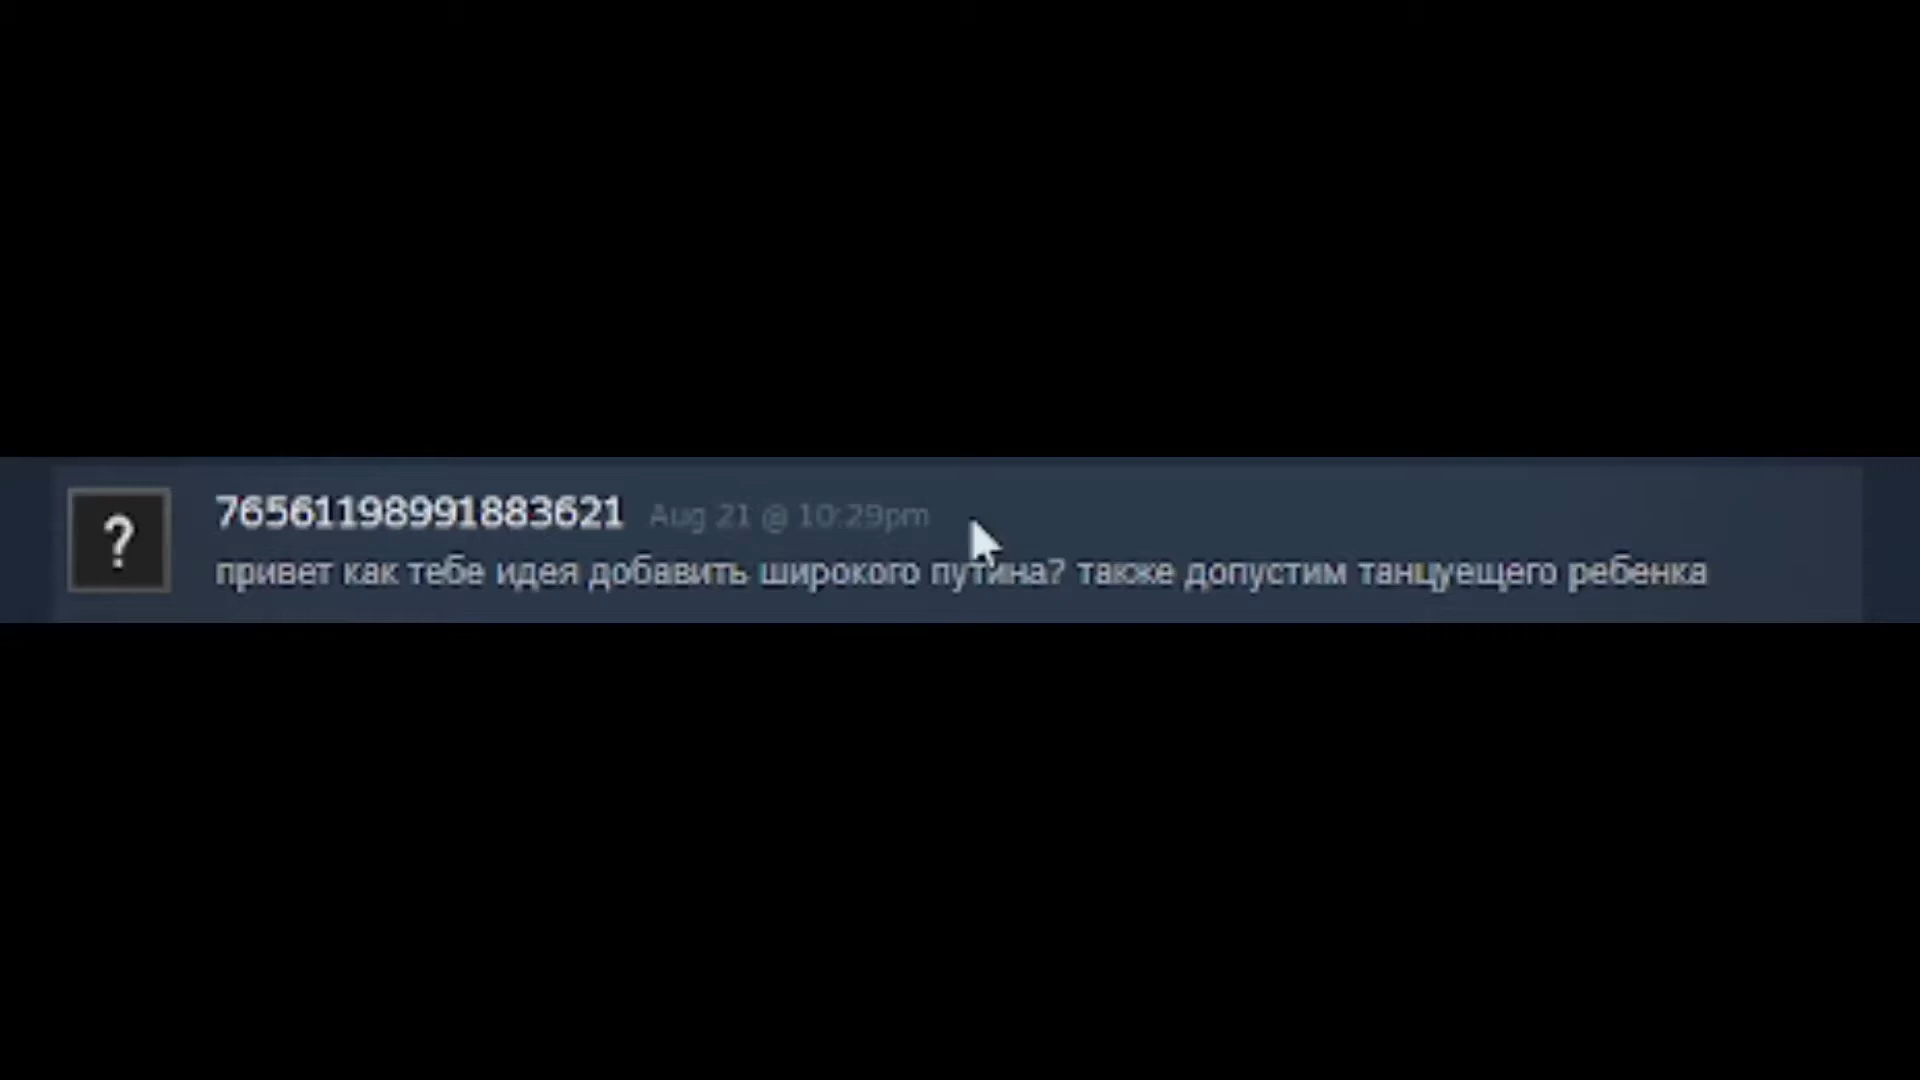 ?
76561198991883621 Aug 21 @ 10:29pm
привет как тебе идея добавить широкого путина? также допустим танцуещего ребенка